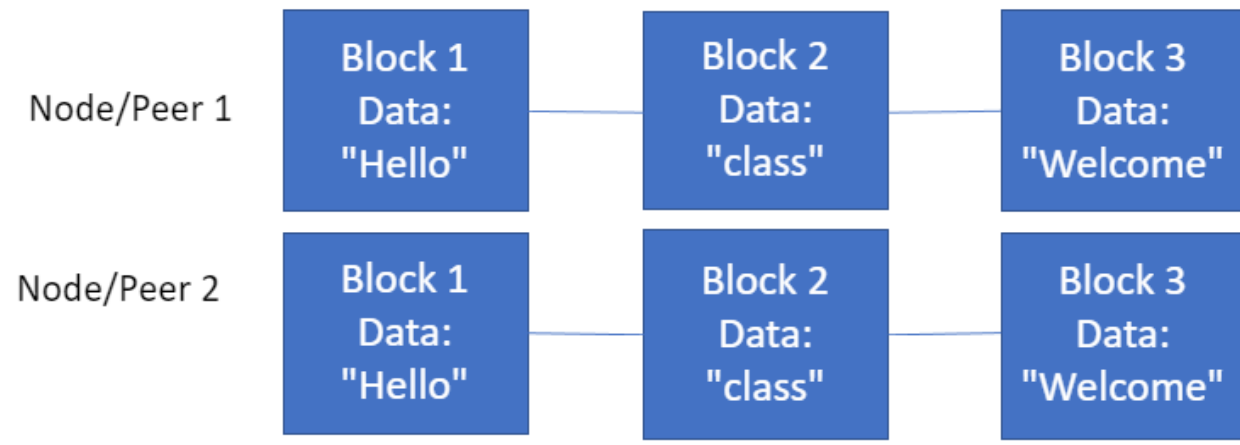 Node/Peer 1
Block 1
Data:
"Hello"
Block 2
Data:
"class"
Block 3
Data:
"Welcome"
Node/Peer 2
Block 1
Data:
"Hello"
Block 2
Data:
"class"
Block 3
Data:
"Welcome"